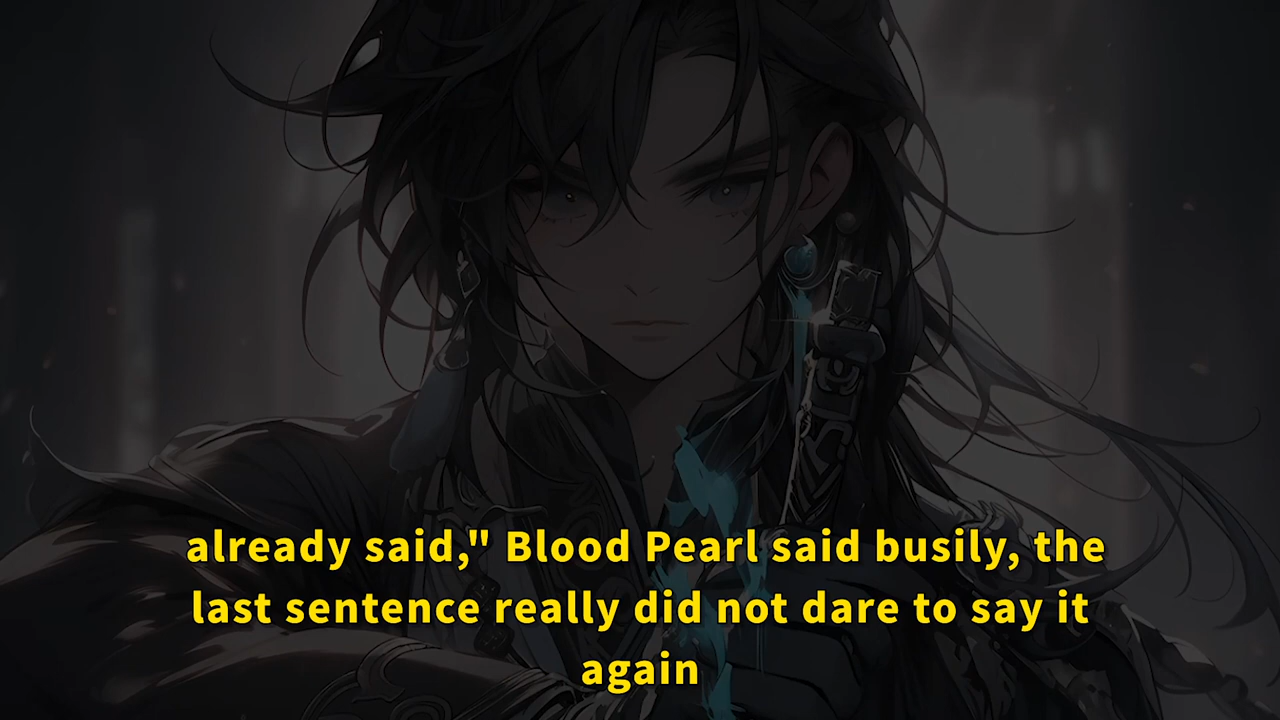 already said," Blood Pearl said busily, the
last sentence really did not dare to say it
again